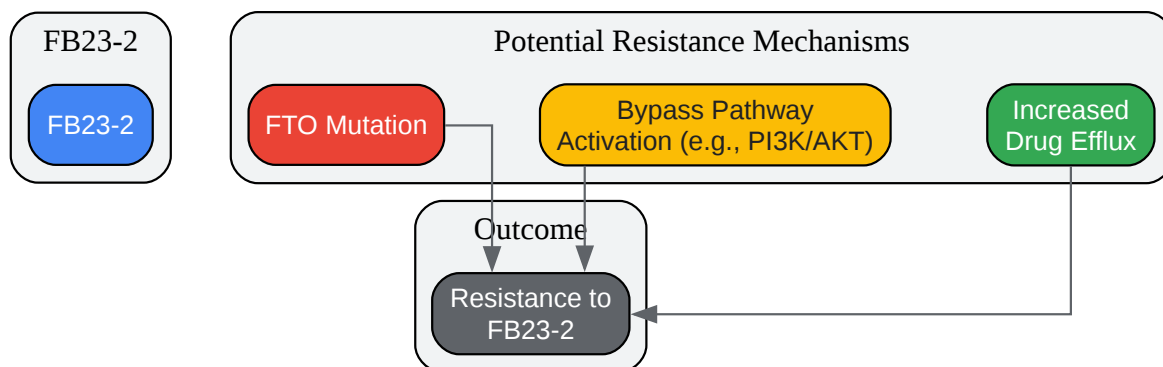 FB23-2
FB23-2
Potential Resistance Mechanisms
FTO Mutation
Bypass Pathway
Activation (e.g., PI3K/AKT)
Increased
Drug Efflux
Outcome
Resistance to
FB23-2